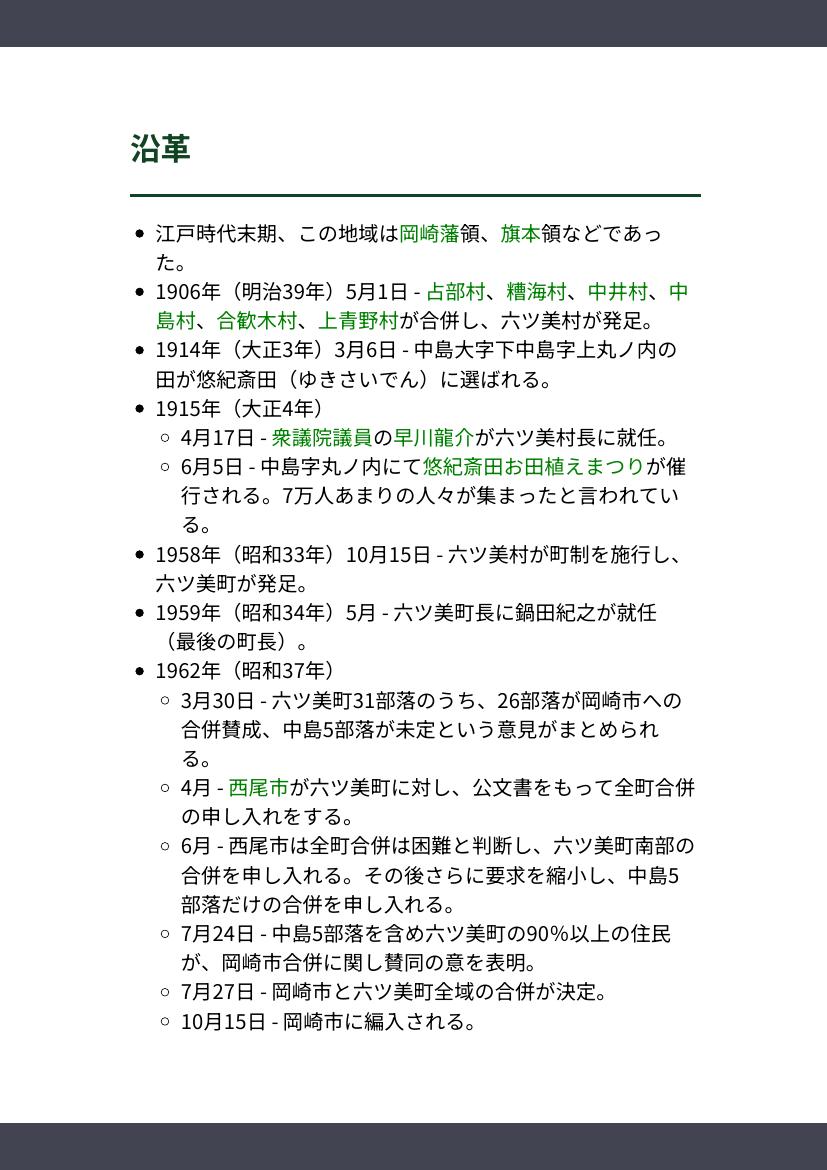 沿革
江戸時代末期、この地域は岡崎藩領、旗本領などであっ
た。
1906年（明治39年）5月1日 - 占部村、糟海村、中井村、中
島村、合歓木村、上青野村が合併し、六ツ美村が発足。
1914年（大正3年）3月6日 - 中島大字下中島字上丸ノ内の
田が悠紀斎田（ゆきさいでん）に選ばれる。
1915年（大正4年）
4月17日 - 衆議院議員の早川龍介が六ツ美村長に就任。
6月5日 - 中島字丸ノ内にて悠紀斎田お田植えまつりが催
行される。7万人あまりの人々が集まったと言われてい
る。
1958年（昭和33年）10月15日 - 六ツ美村が町制を施行し、
六ツ美町が発足。
1959年（昭和34年）5月 - 六ツ美町長に鍋田紀之が就任
（最後の町長）。
1962年（昭和37年）
3月30日 - 六ツ美町31部落のうち、26部落が岡崎市への
合併賛成、中島5部落が未定という意見がまとめられ
る。
4月 - 西尾市が六ツ美町に対し、公文書をもって全町合併
の申し入れをする。
6月 - 西尾市は全町合併は困難と判断し、六ツ美町南部の
合併を申し入れる。その後さらに要求を縮小し、中島5
部落だけの合併を申し入れる。
7月24日 - 中島5部落を含め六ツ美町の90％以上の住民
が、岡崎市合併に関し賛同の意を表明。
7月27日 - 岡崎市と六ツ美町全域の合併が決定。
10月15日 - 岡崎市に編入される。